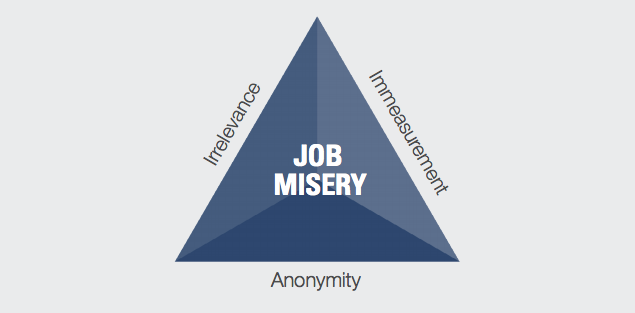 Irrelevance
Immeasurement
JOB
MISERY
Anonymity